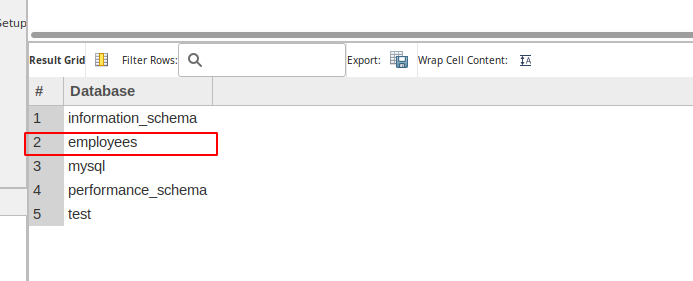 Setup
Result Grid Filter Rows: Export: Wrap Cell Content: A
# Database
1 information_schema
2 employees
3 mysql
4 performance_schema
5 test